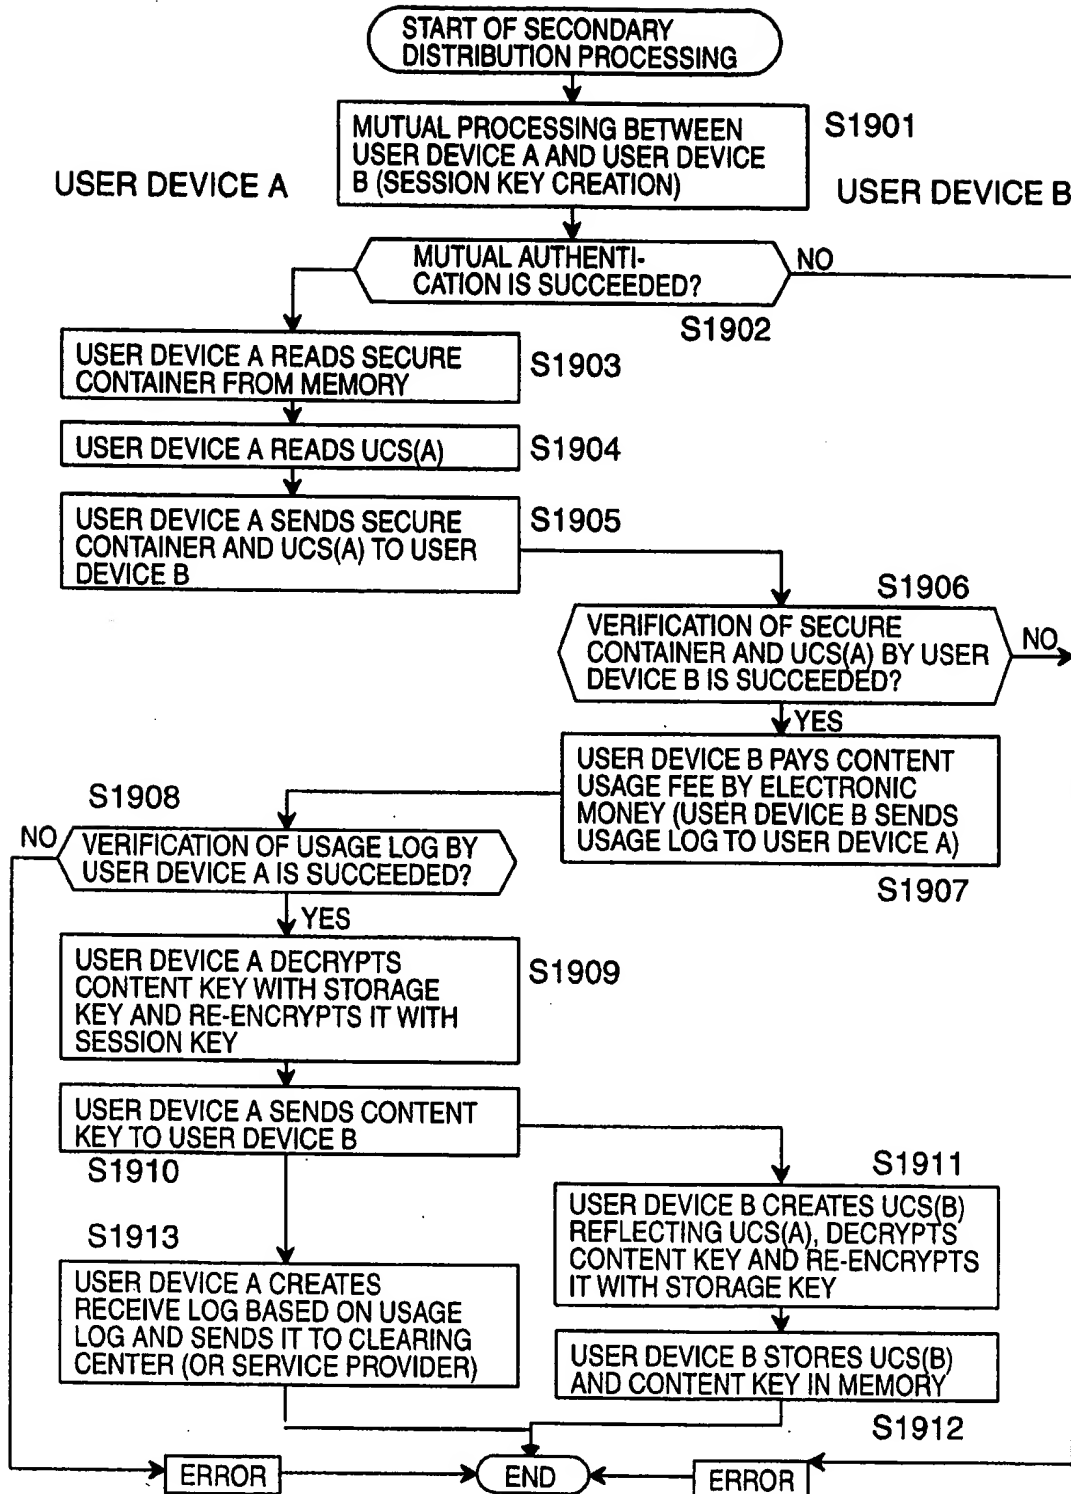 START OF SECONDARY
DISTRIBUTION PROCESSING
MUTUAL PROCESSING BETWEEN
USER DEVICE A AND USER DEVICE
B (SESSION KEY CREATION)
S1901
USER DEVICE A
USER DEVICE B
MUTUAL AUTHENTI-
CATION IS SUCCEEDED?
NO
S1902
USER DEVICE A READS SECURE
CONTAINER FROM MEMORY
S1903
USER DEVICE A READS UCS(A)
S1904
USER DEVICE A SENDS SECURE
CONTAINER AND UCS(A) TO USER
DEVICE B
S1905
S1906
VERIFICATION OF SECURE
CONTAINER AND UCS(A) BY USER
DEVICE B IS SUCCEEDED?
NO
YES
USER DEVICE B PAYS CONTENT
USAGE FEE BY ELECTRONIC
MONEY (USER DEVICE B SENDS
USAGE LOG TO USER DEVICE A)
S1907
S1908
NO
VERIFICATION OF USAGE LOG BY
USER DEVICE A IS SUCCEEDED?
YES
USER DEVICE A DECRYPTS
CONTENT KEY WITH STORAGE
KEY AND RE-ENCRYPTS IT WITH
SESSION KEY
S1909
USER DEVICE A SENDS CONTENT
KEY TO USER DEVICE B
S1910
S1911
USER DEVICE B CREATES UCS(B)
REFLECTING UCS(A), DECRYPTS
CONTENT KEY AND RE-ENCRYPTS
IT WITH STORAGE KEY
S1913
USER DEVICE A CREATES
RECEIVE LOG BASED ON USAGE
LOG AND SENDS IT TO CLEARING
CENTER (OR SERVICE PROVIDER)
USER DEVICE B STORES UCS(B)
AND CONTENT KEY IN MEMORY
S1912
ERROR
END
ERROR